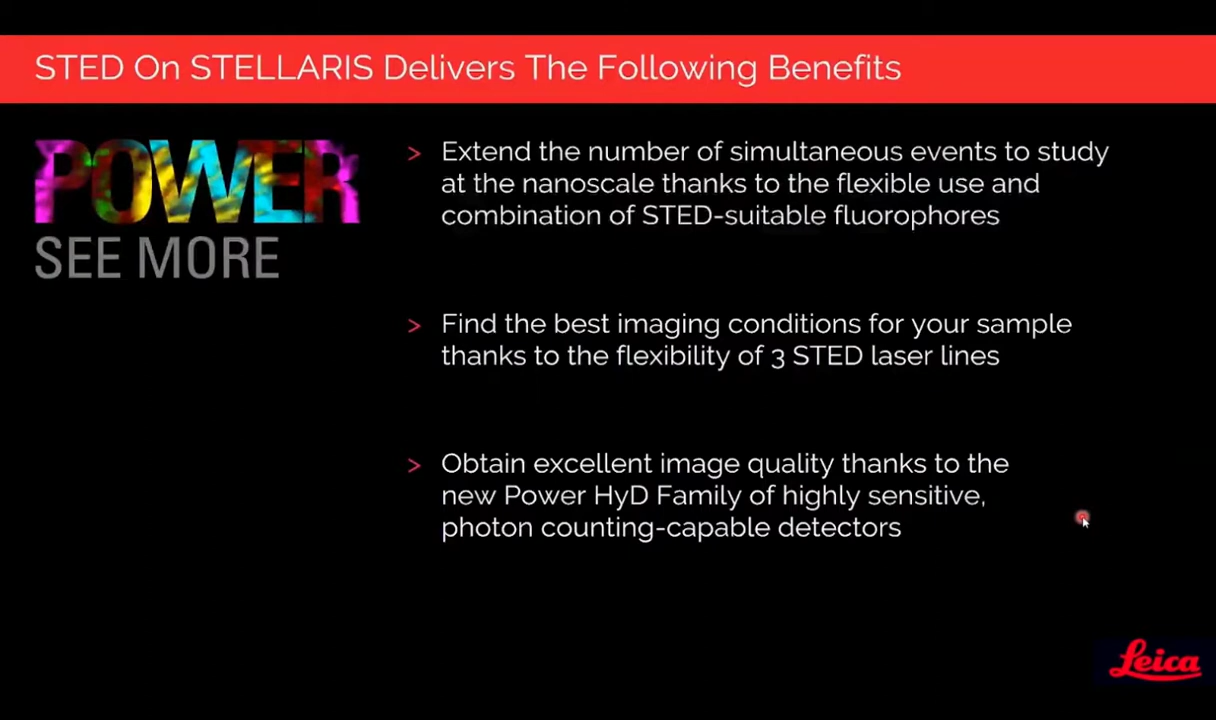 STED On STELLARIS Delivers The Following Benefits
POWER
SEE MORE
> Extend the number of simultaneous events to study
at the nanoscale thanks to the flexible use and
combination of STED-suitable fluorophores
> Find the best imaging conditions for your sample
thanks to the flexibility of 3 STED laser lines
> Obtain excellent image quality thanks to the
new Power HyD Family of highly sensitive,
photon counting-capable detectors
Leica